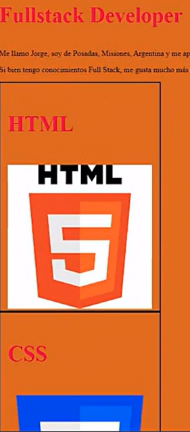 Fullstack Developer
Me llamo Jorge, soy de Posadas, Misiones, Argentina y me ap
Si bien tengo conocimientos Full Stack, me gusta mucho más
HTML
HTML
5
CSS